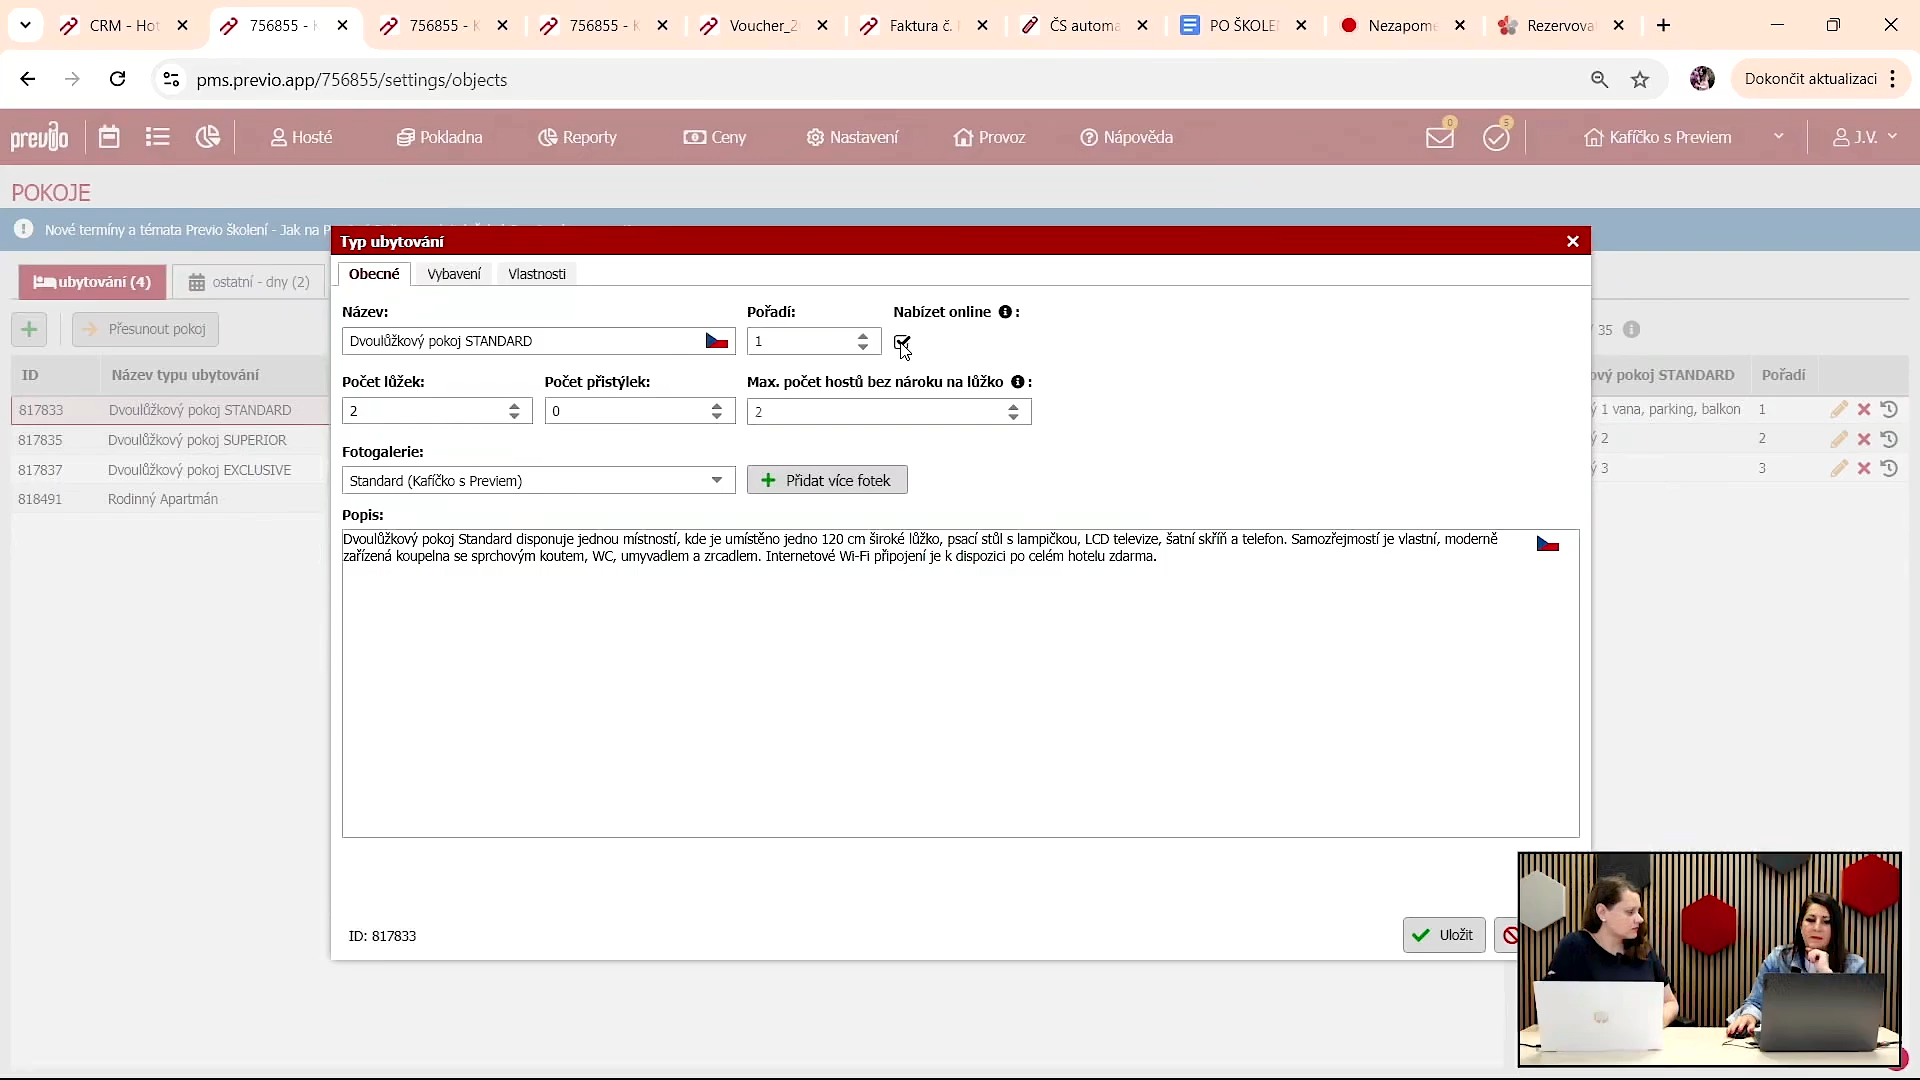 CRM - Hot
756855 - K
756855 - K
756855 - K
Voucher_2
Faktura č.
ČS automa
PO ŠKOLE
Nezapome
Rezervova
pms.previo.app/756855/settings/objects
Dokončit aktualizaci
previo
Hosté
Pokladna
Reporty
Ceny
Nastavení
Provoz
Nápověda
0
5
Kafíčko s Previem
J.V.
POKOJE
Nové termíny a témata Previo školení - Jak na P
ubytování (4)
ostatní - dny (2)
Přesunout pokoj
35
ID
Název typu ubytování
817833
Dvoulůžkový pokoj STANDARD
817835
Dvoulůžkový pokoj SUPERIOR
817837
Dvoulůžkový pokoj EXCLUSIVE
818491
Rodinný Apartmán
Typ ubytování
Obecné
Vybavení
Vlastnosti
Název:
Pořadí:
Nabízet online :
Dvoulůžkový pokoj STANDARD
1
Počet lůžek:
Počet přistýlek:
Max. počet hostů bez nároku na lůžko :
2
0
2
Fotogalerie:
Standard (Kafíčko s Previem)
Přidat více fotek
Popis:
Dvoulůžkový pokoj Standard disponuje jednou místností, kde je umístěno jedno 120 cm široké lůžko, psací stůl s lampičkou, LCD televize, šatní skříň a telefon. Samozřejmostí je vlastní, moderně
zařízená koupelna se sprchovým koutem, WC, umyvadlem a zrcadlem. Internetové Wi-Fi připojení je k dispozici po celém hotelu zdarma.
ID: 817833
Uložit
ový pokoj STANDARD
Pořadí
ý 1 vana, parking, balkon
1
ý 2
2
ý 3
3